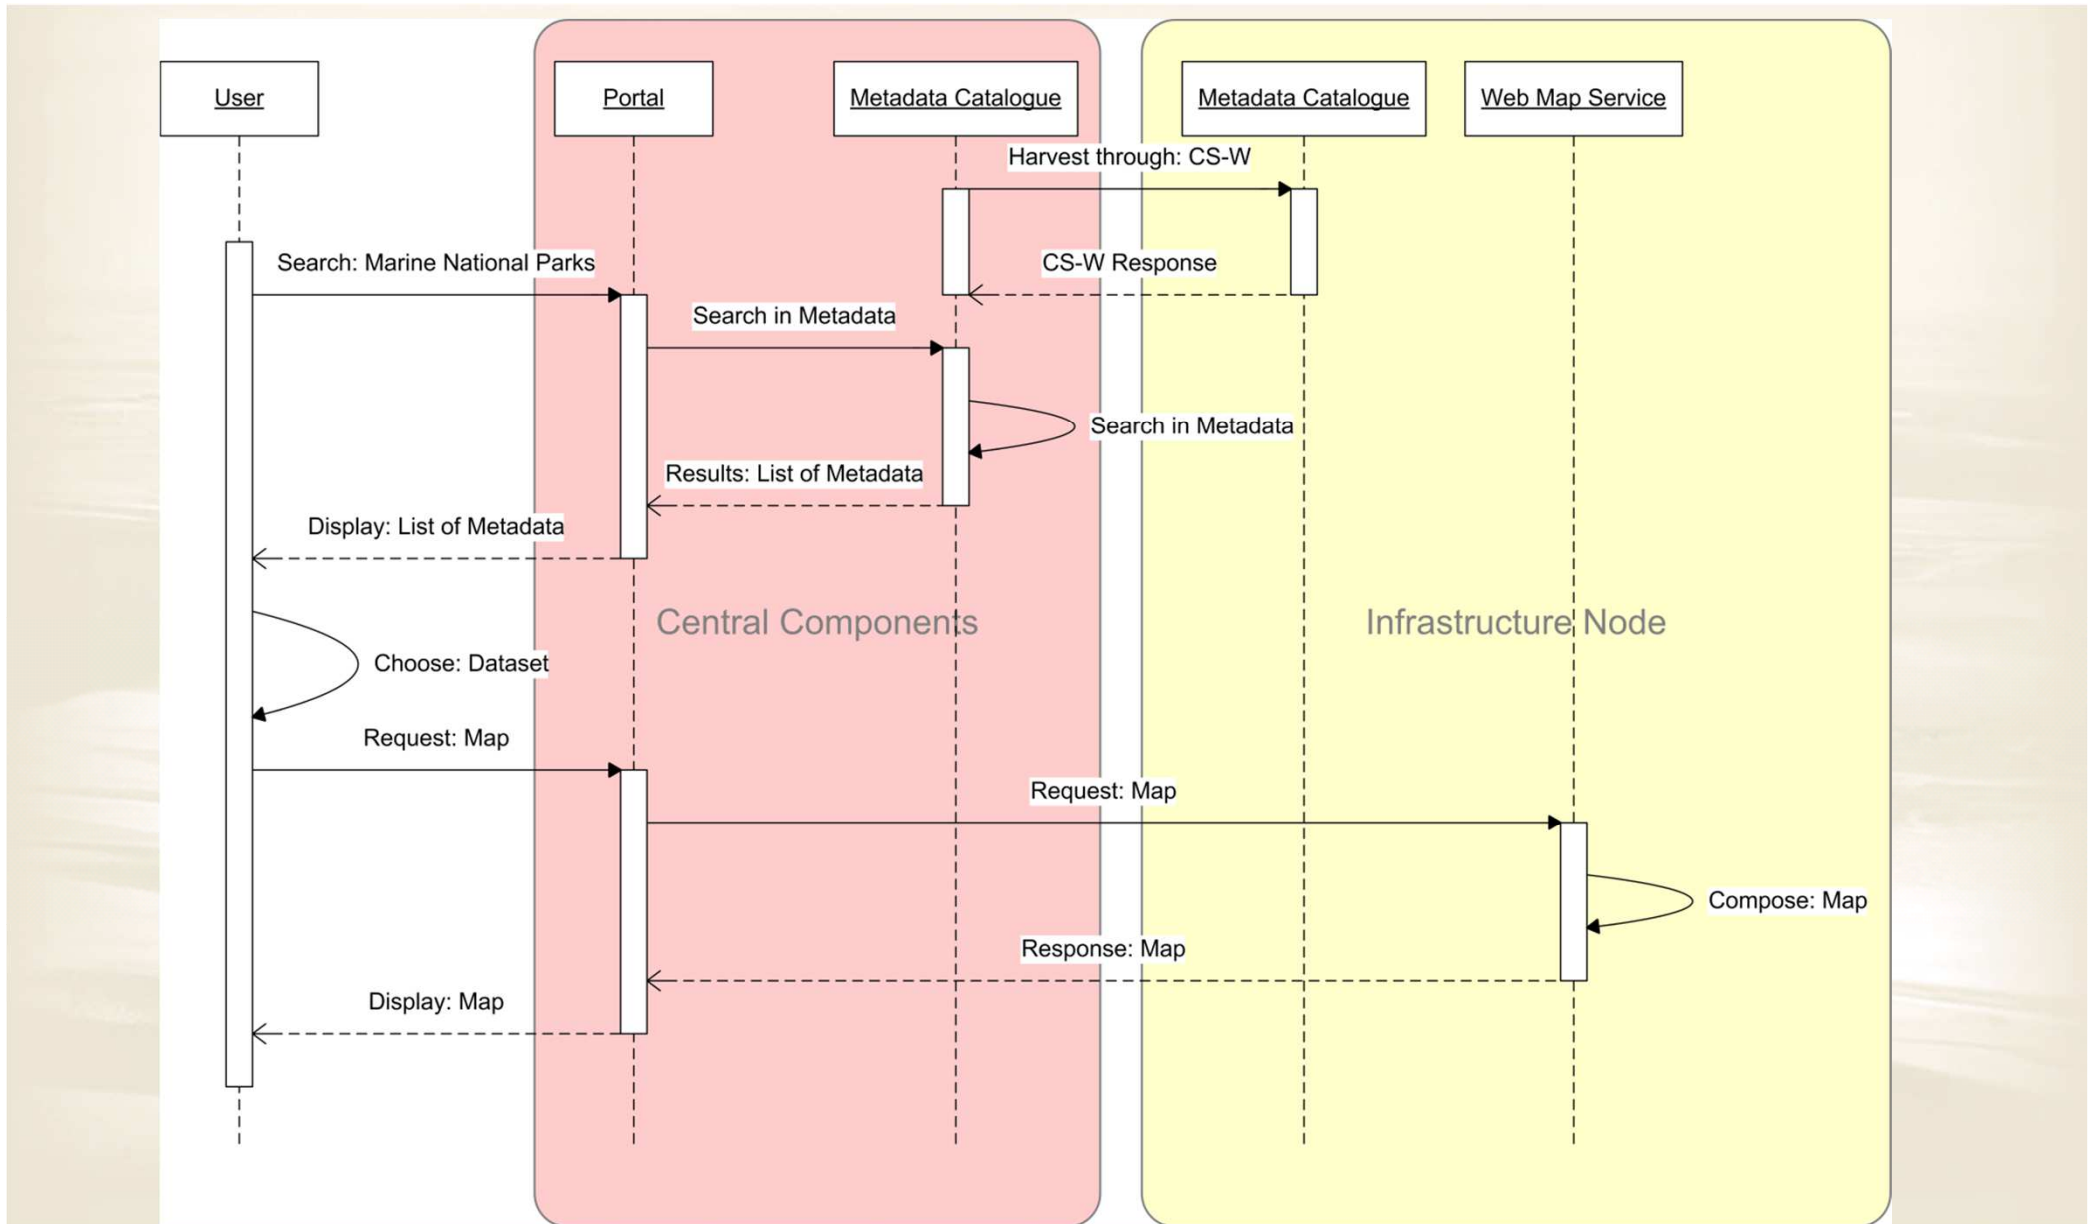 User
Portal
Metadata Catalogue
Metadata Catalogue
Web Map Service
Harvest through: CS-W
Search: Marine National Parks
CS-W Response
Search in Metadata
Search in Metadata
Results: List of Metadata
Display: List of Metadata
Central Components
Infrastructure Node
Choose: Dataset
Request: Map
Request: Map
Compose: Map
Response: Map
Display: Map